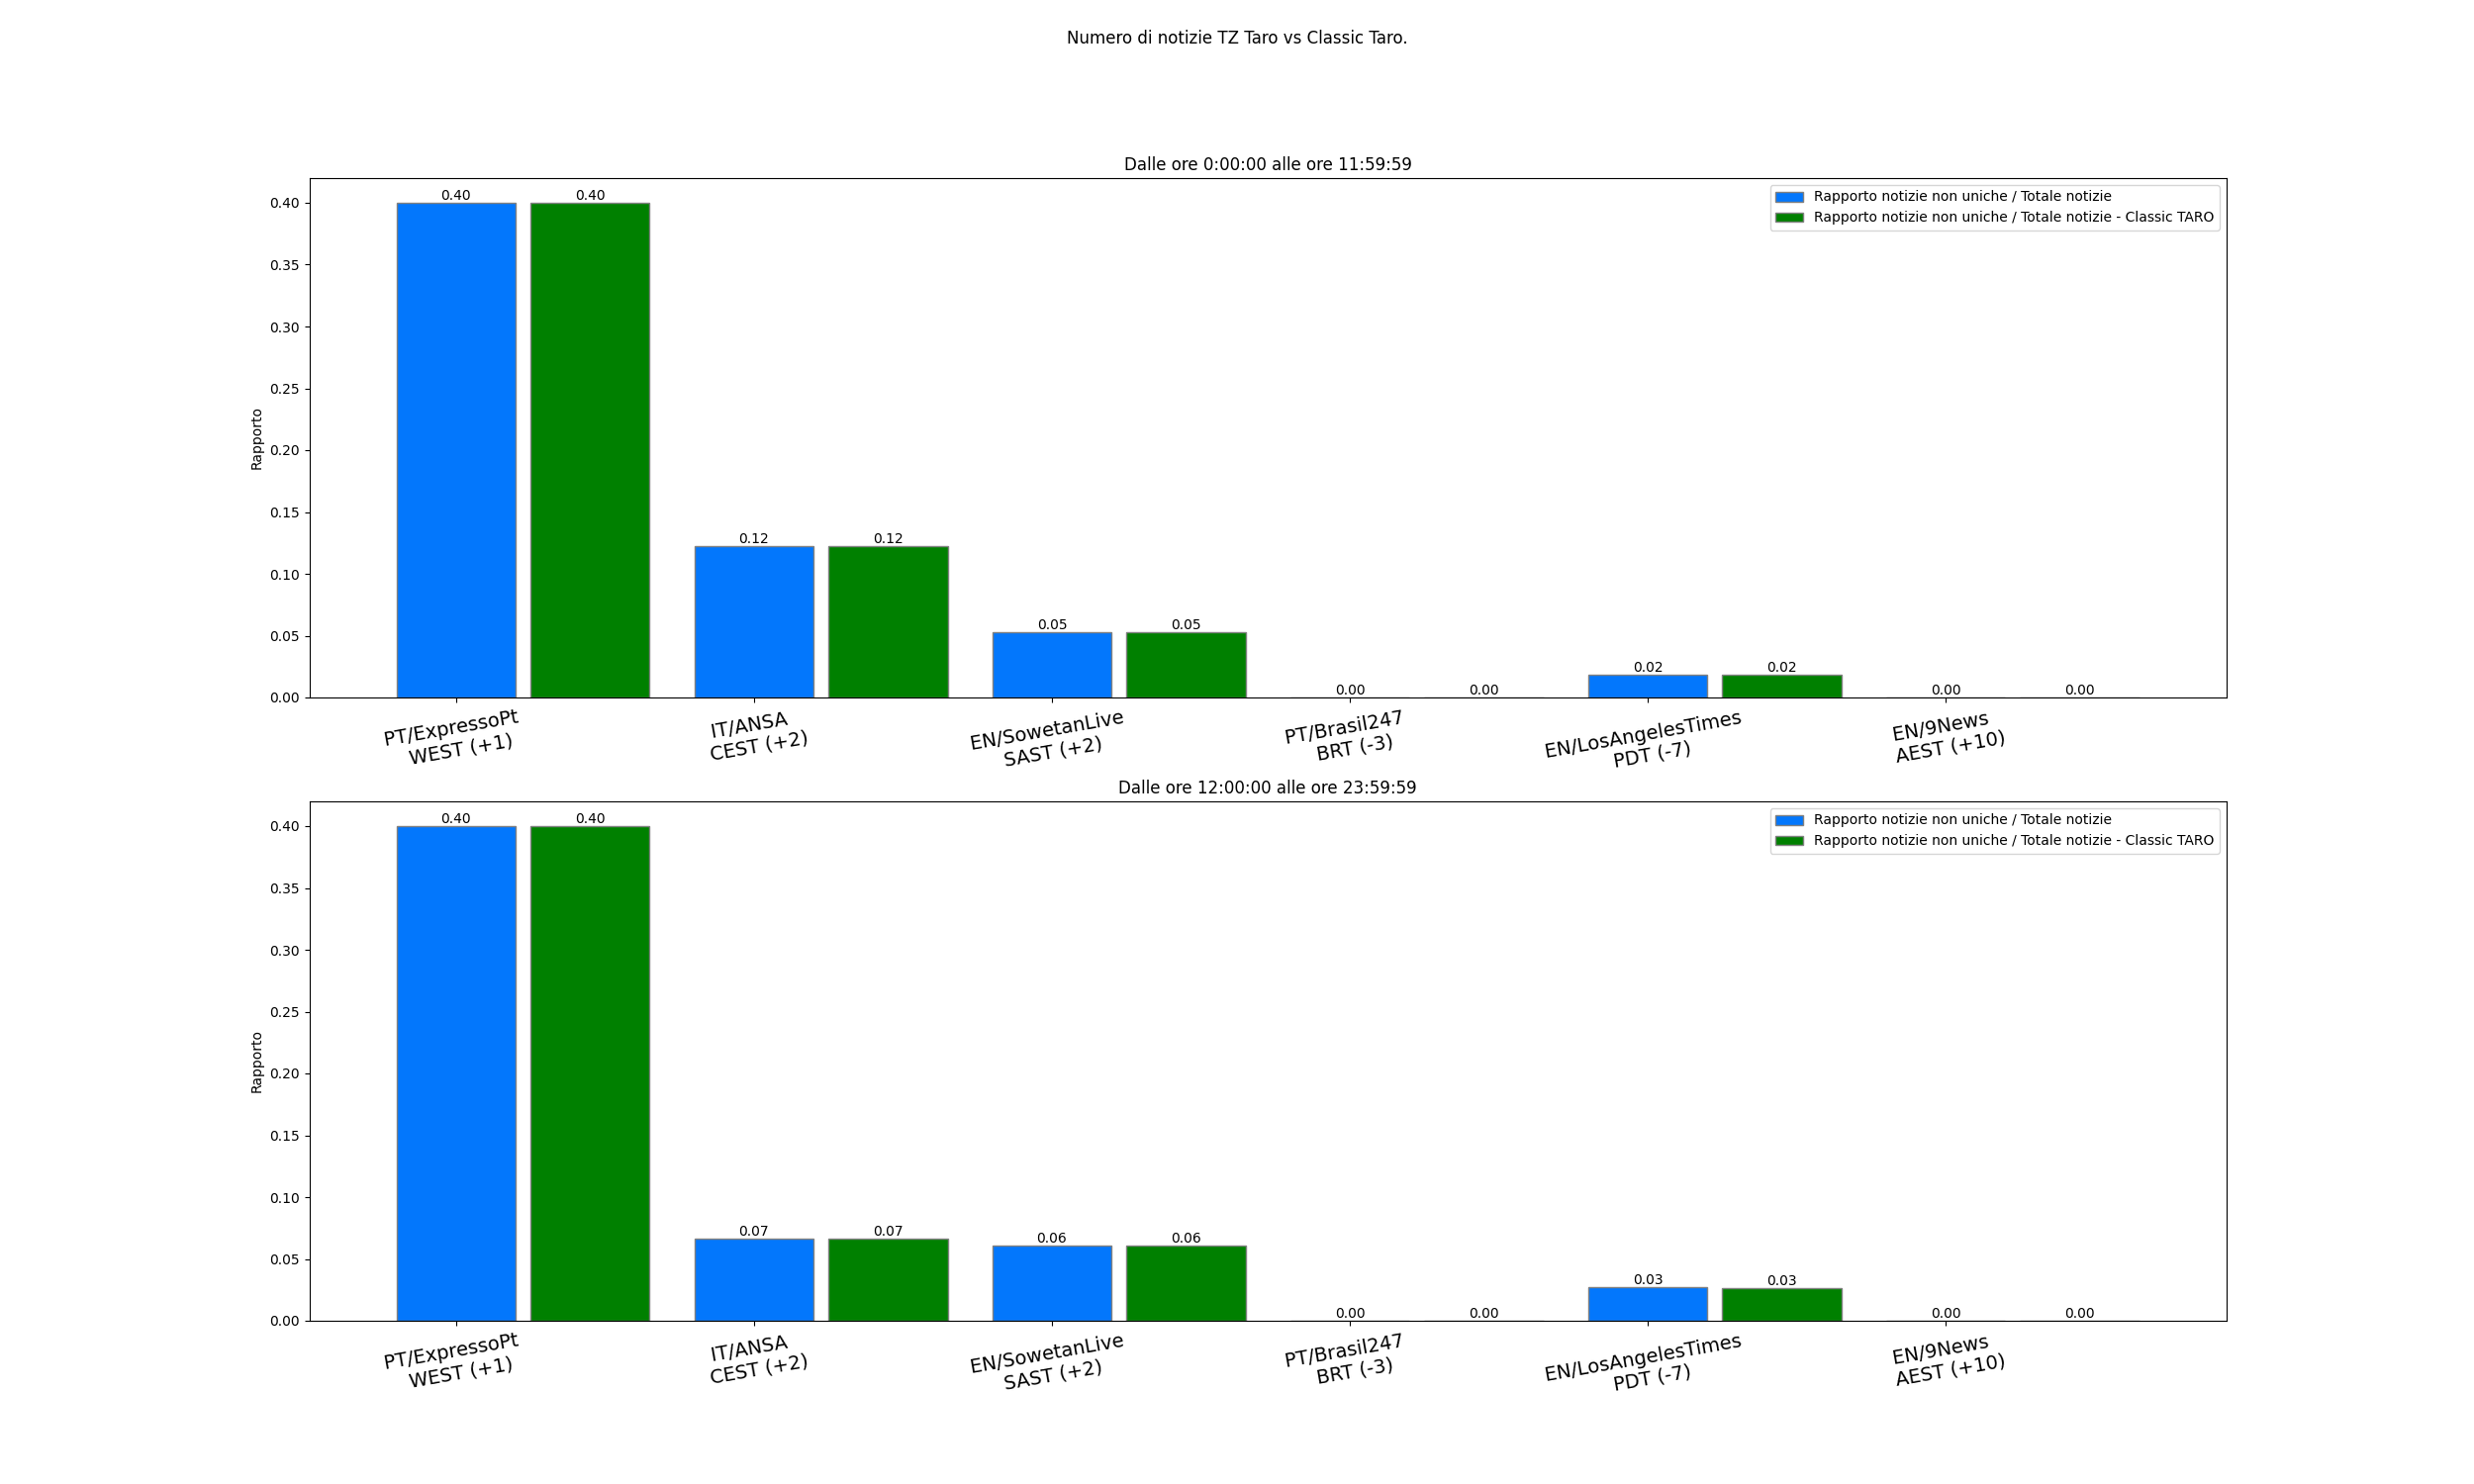 Numero di notizie TZ Taro vs Classic Taro.
Dalle ore 0:00:00 alle ore 11:59:59
Rapporto notizie non uniche / Totale notizie
Rapporto notizie non uniche / Totale notizie - Classic TARO
Rapporto
0.40
0.35
0.30
0.25
0.20
0.15
0.10
0.05
0.00
0.40
0.40
0.12
0.12
0.05
0.05
0.00
0.00
0.02
0.02
0.00
0.00
PT/ExpressoPt
WEST (+1)
IT/ANSA
CEST (+2)
EN/SowetanLive
SAST (+2)
PT/Brasil247
BRT (-3)
EN/LosAngelesTimes
PDT (-7)
EN/9News
AEST (+10)
Dalle ore 12:00:00 alle ore 23:59:59
Rapporto notizie non uniche / Totale notizie
Rapporto notizie non uniche / Totale notizie - Classic TARO
Rapporto
0.40
0.35
0.30
0.25
0.20
0.15
0.10
0.05
0.00
0.40
0.40
0.07
0.07
0.06
0.06
0.00
0.00
0.03
0.03
0.00
0.00
PT/ExpressoPt
WEST (+1)
IT/ANSA
CEST (+2)
EN/SowetanLive
SAST (+2)
PT/Brasil247
BRT (-3)
EN/LosAngelesTimes
PDT (-7)
EN/9News
AEST (+10)